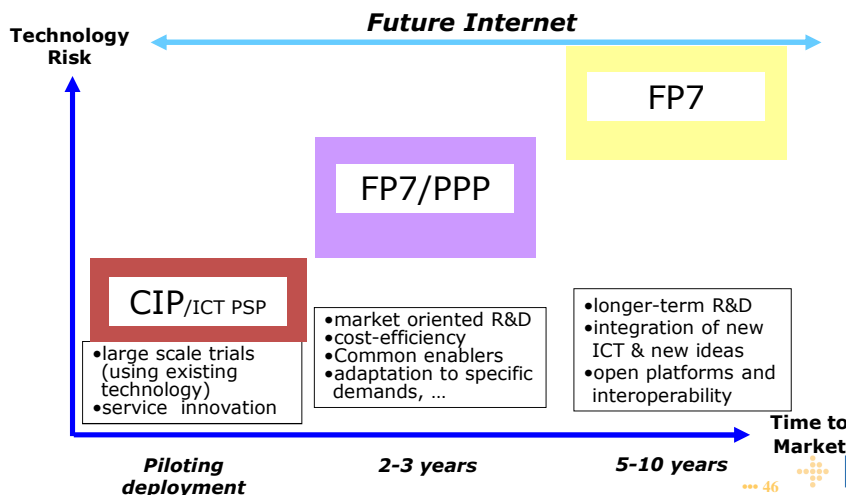 Future Internet
Technology
Risk
FP7
FP7/PPP
CIP/ICT PSP
•large scale trials
(using existing
technology)
•service innovation
•market oriented R&D
•cost-efficiency
•Common enablers
•adaptation to specific
demands, …
•longer-term R&D
•integration of new
ICT & new ideas
•open platforms and
interoperability
Time to
Market
Piloting
deployment
2-3 years
5-10 years
••• 46